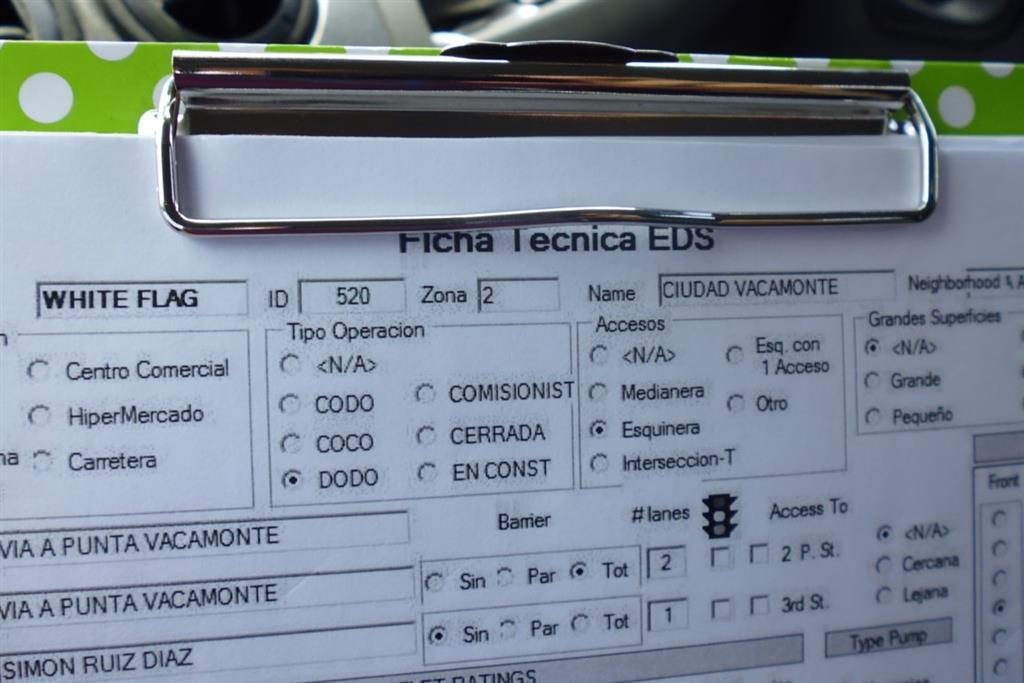 Ficha Tecnica EDS
WHITE FLAG ID 520 Zona 2 Name CIUDAD VACAMONTE Neighborhood
Tipo Operacion Accesos Grandes Superficies
Centro Comercial <N/A> <N/A> Esq. con 1 Acceso <N/A>
HiperMercado CODO COMISIONIST Medianera Otro Grande
Carretera COCO CERRADA Esquinera Pequeño
DODO EN CONST Interseccion-T
Front
Barrier # lanes Access To
VIA A PUNTA VACAMONTE Sin Par Tot 2 2 P. St. <N/A>
Cercana
VIA A PUNTA VACAMONTE Sin Par Tot 1 3rd St. Lejana
SIMON RUIZ DIAZ Type Pump
RATINGS